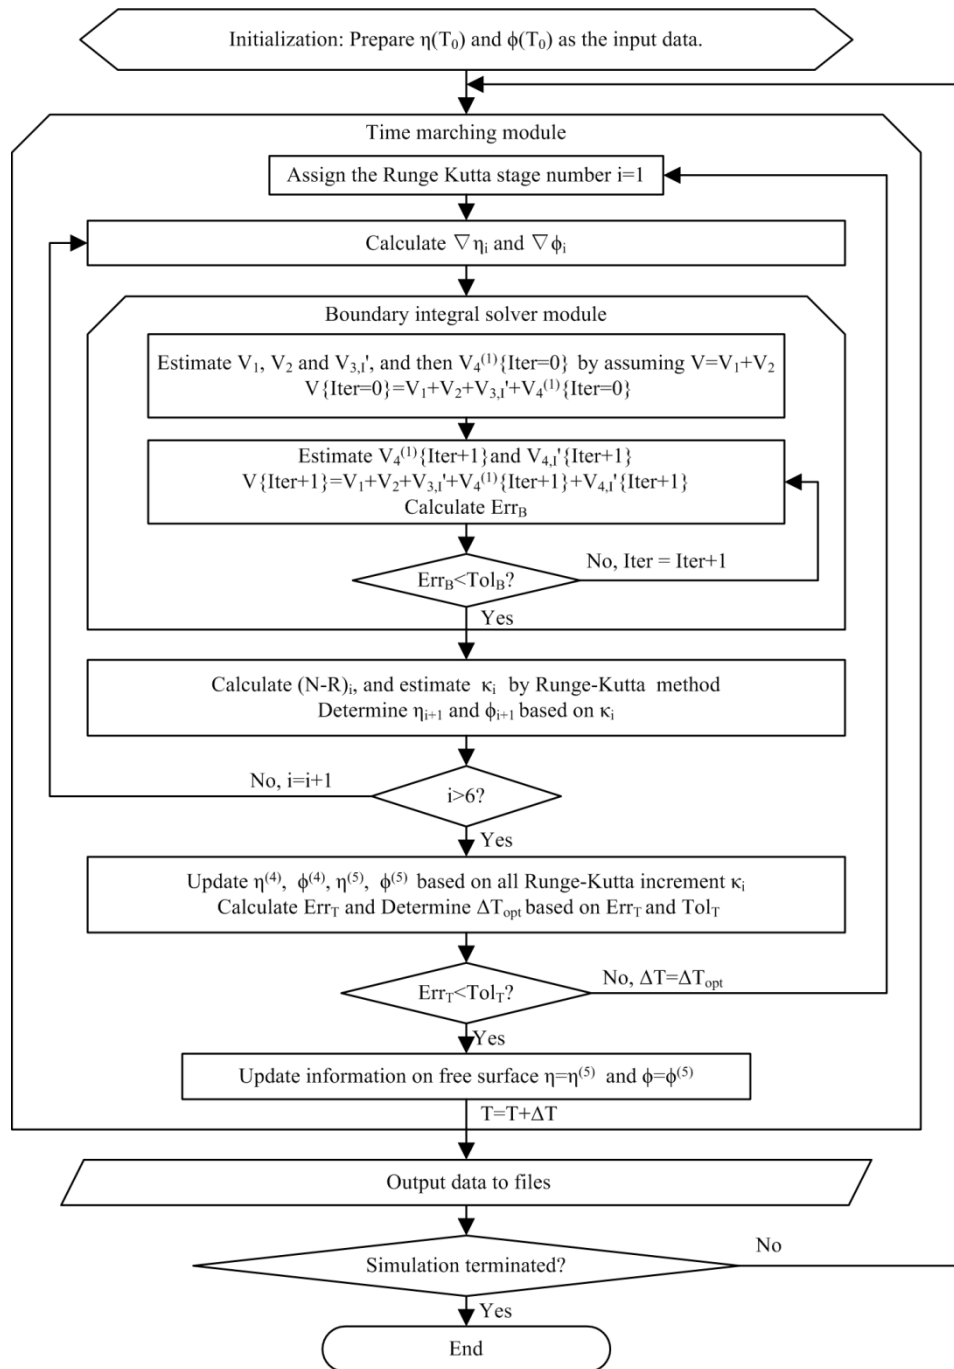 Initialization: Prepare η(T₀) and ϕ(T₀) as the input data.
Time marching module
Assign the Runge Kutta stage number i=1
Calculate ▽ηᵢ and ▽ϕᵢ
Boundary integral solver module
Estimate V₁, V₂ and V₃,I', and then V₄⁽¹⁾{Iter=0} by assuming V=V₁+V₂
V{Iter=0}=V₁+V₂+V₃,I'+V₄⁽¹⁾{Iter=0}
Estimate V₄⁽¹⁾{Iter+1}and V₄,I'{Iter+1}
V{Iter+1}=V₁+V₂+V₃,I'+V₄⁽¹⁾{Iter+1}+V₄,I'{Iter+1}
Calculate Err_B
No, Iter = Iter+1
Err_B<Tol_B?
Yes
Calculate (N-R)ᵢ, and estimate κᵢ by Runge-Kutta method
Determine ηᵢ₊₁ and ϕᵢ₊₁ based on κᵢ
No, i=i+1
i>6?
Yes
Update η⁽⁴⁾, ϕ⁽⁴⁾, η⁽⁵⁾, ϕ⁽⁵⁾ based on all Runge-Kutta increment κᵢ
Calculate Err_T and Determine ΔT_opt based on Err_T and Tol_T
No, ΔT=ΔT_opt
Err_T<Tol_T?
Yes
Update information on free surface η=η⁽⁵⁾ and ϕ=ϕ⁽⁵⁾
T=T+ΔT
Output data to files
No
Simulation terminated?
Yes
End